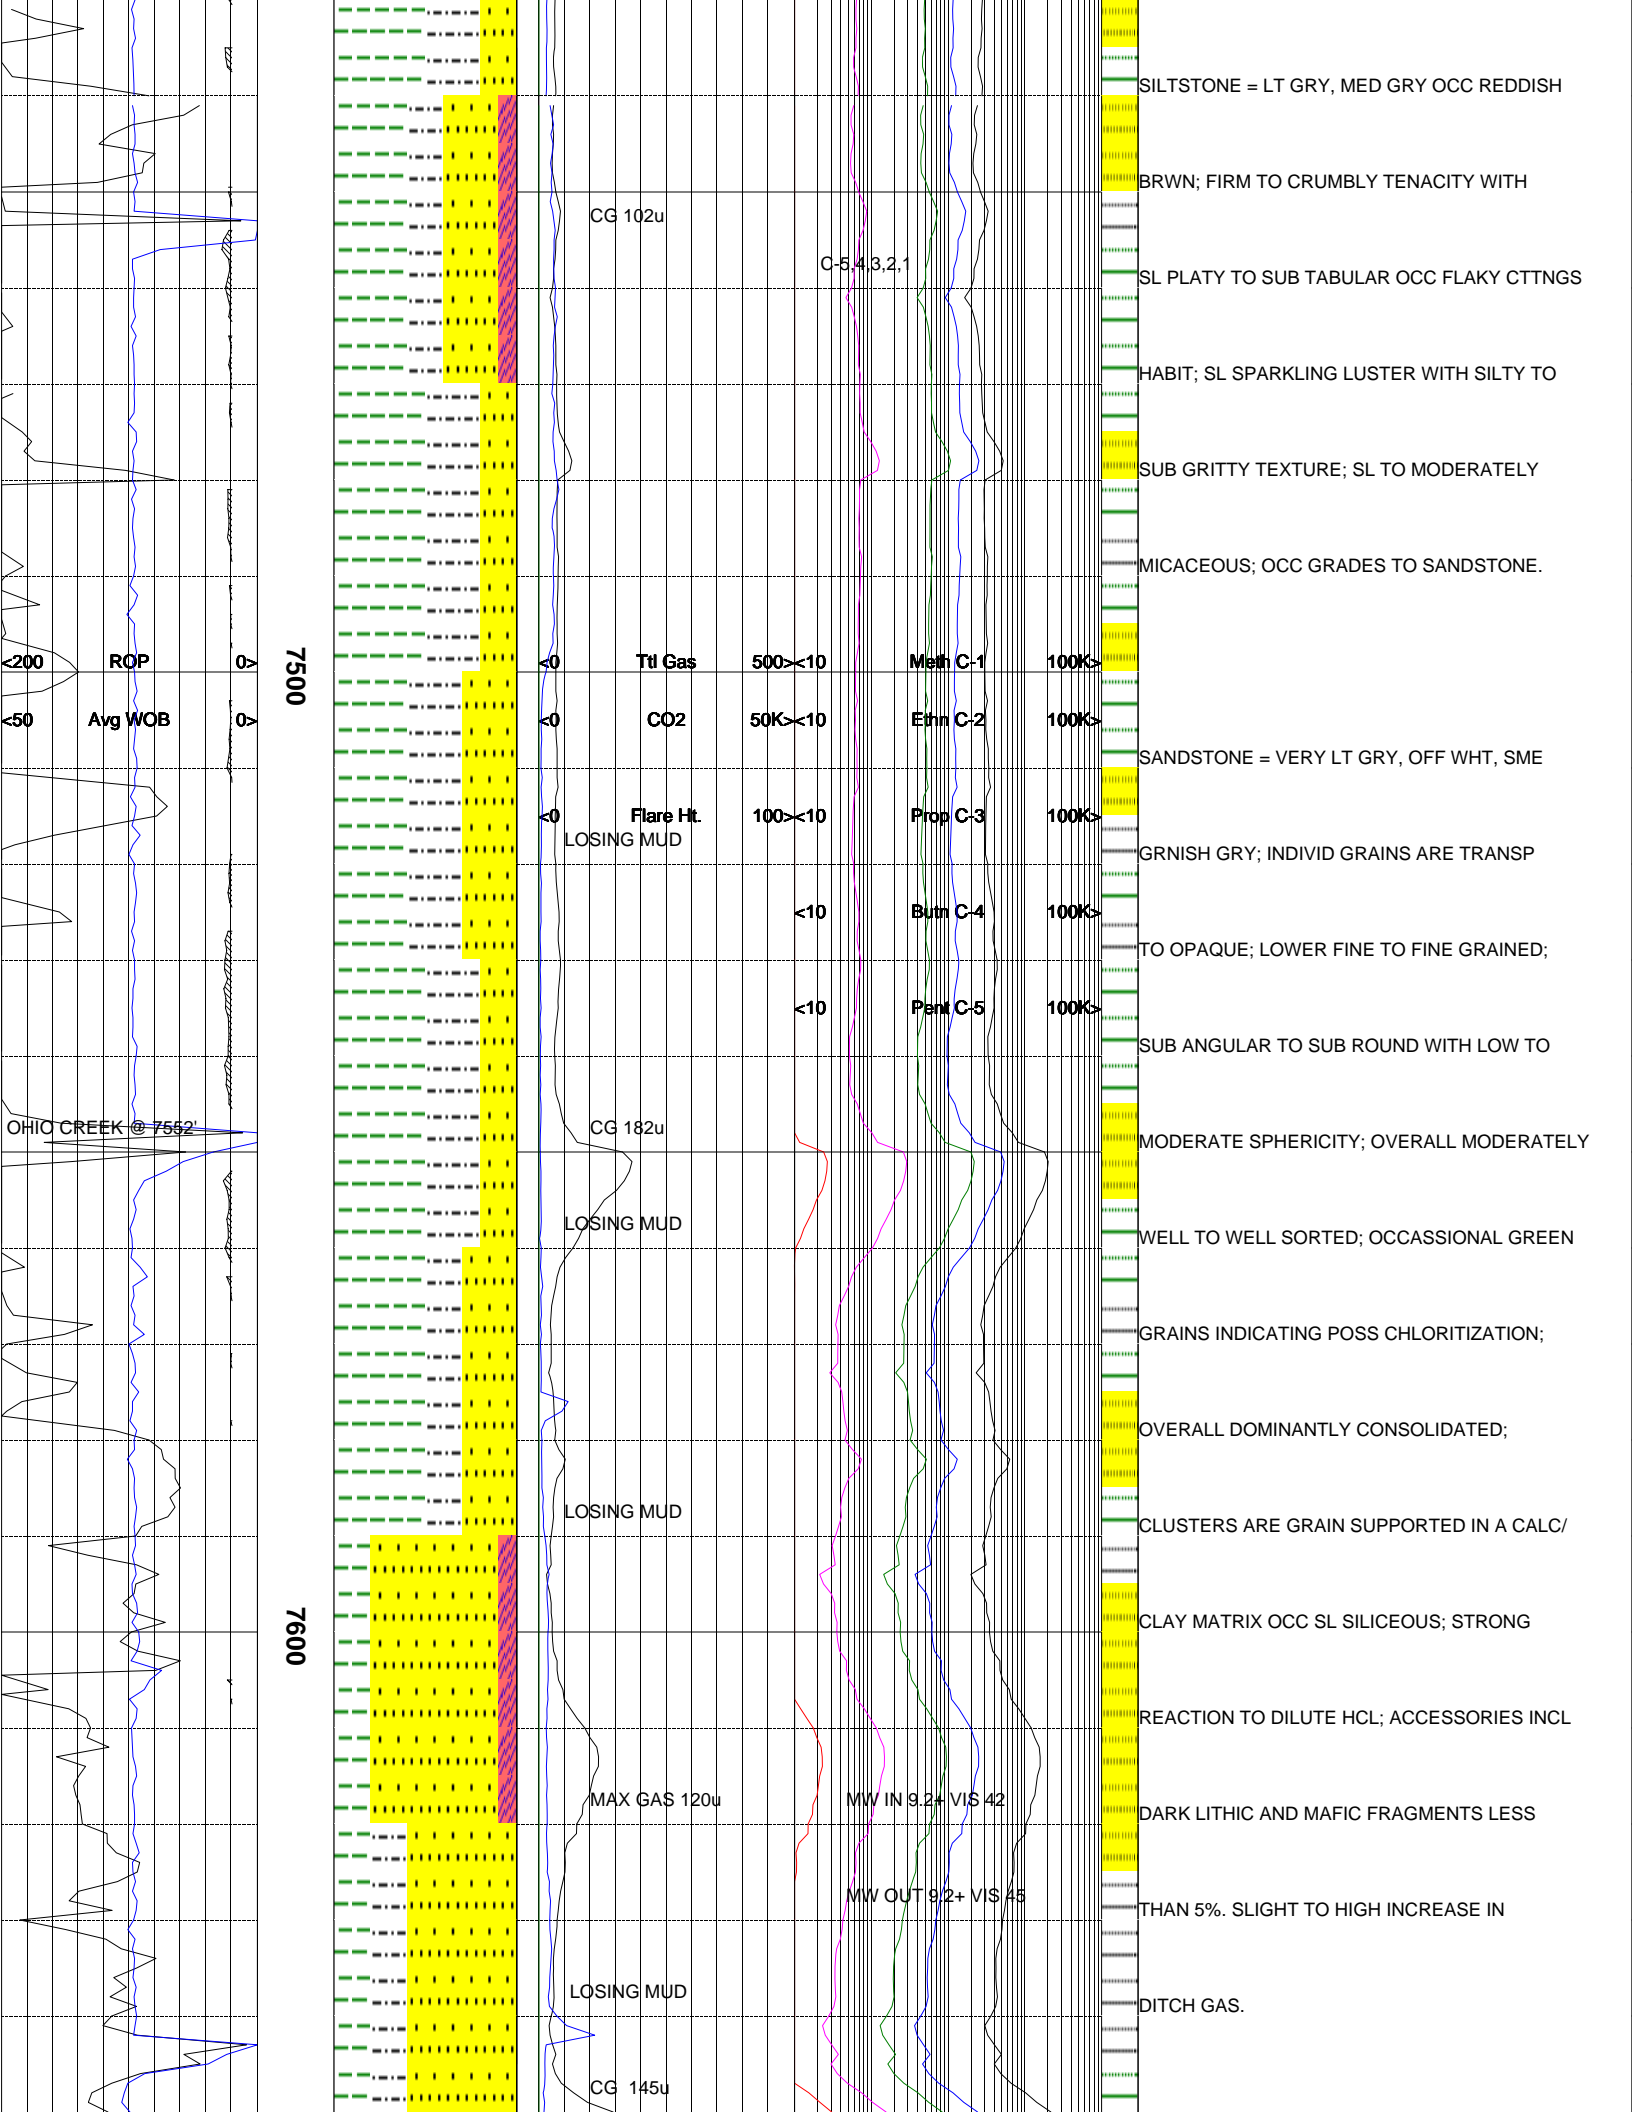 SILTSTONE = LT GRY, MED GRY OCC REDDISH
BRWN; FIRM TO CRUMBLY TENACITY WITH
CG 102u
C-5,4,3,2,1
SL PLATY TO SUB TABULAR OCC FLAKY CTTNGS
HABIT; SL SPARKLING LUSTER WITH SILTY TO
SUB GRITTY TEXTURE; SL TO MODERATELY
MICACEOUS; OCC GRADES TO SANDSTONE.
<200 ROP 0> <0 Ttl Gas 500> <10 Meth C-1 100K>
7500
<50 Avg WOB 0> <0 CO2 50K> <10 Ethn C-2 100K>
SANDSTONE = VERY LT GRY, OFF WHT, SME
<0 Flare Ht. 100> <10 Prop C-3 100K>
LOSING MUD
GRNISH GRY; INDIVID GRAINS ARE TRANSP
<10 Butn C-4 100K>
TO OPAQUE; LOWER FINE TO FINE GRAINED;
<10 Pent C-5 100K>
SUB ANGULAR TO SUB ROUND WITH LOW TO
OHIO CREEK @ 7552'
CG 182u
MODERATE SPHERICITY; OVERALL MODERATELY
LOSING MUD
WELL TO WELL SORTED; OCCASSIONAL GREEN
GRAINS INDICATING POSS CHLORITIZATION;
OVERALL DOMINANTLY CONSOLIDATED;
LOSING MUD
CLUSTERS ARE GRAIN SUPPORTED IN A CALC/
7600
CLAY MATRIX OCC SL SILICEOUS; STRONG
REACTION TO DILUTE HCL; ACCESSORIES INCL
MAX GAS 120u
MW IN 9.2+ VIS 42
DARK LITHIC AND MAFIC FRAGMENTS LESS
MW OUT 9.2+ VIS 45
THAN 5%. SLIGHT TO HIGH INCREASE IN
LOSING MUD
DITCH GAS.
CG 145u